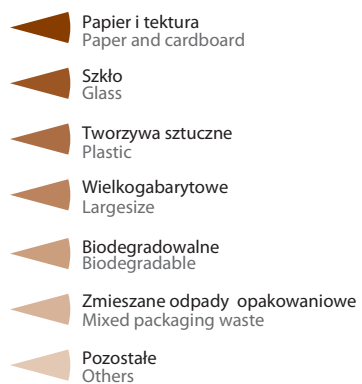 Papier i tektura
Paper and cardboard
Szkło
Glass
Tworzywa sztuczne
Plastic
Wielkogabarytowe
Largesize
Biodegradowalne
Biodegradable
Zmieszane odpady opakowaniowe
Mixed packaging waste
Pozostałe
Others